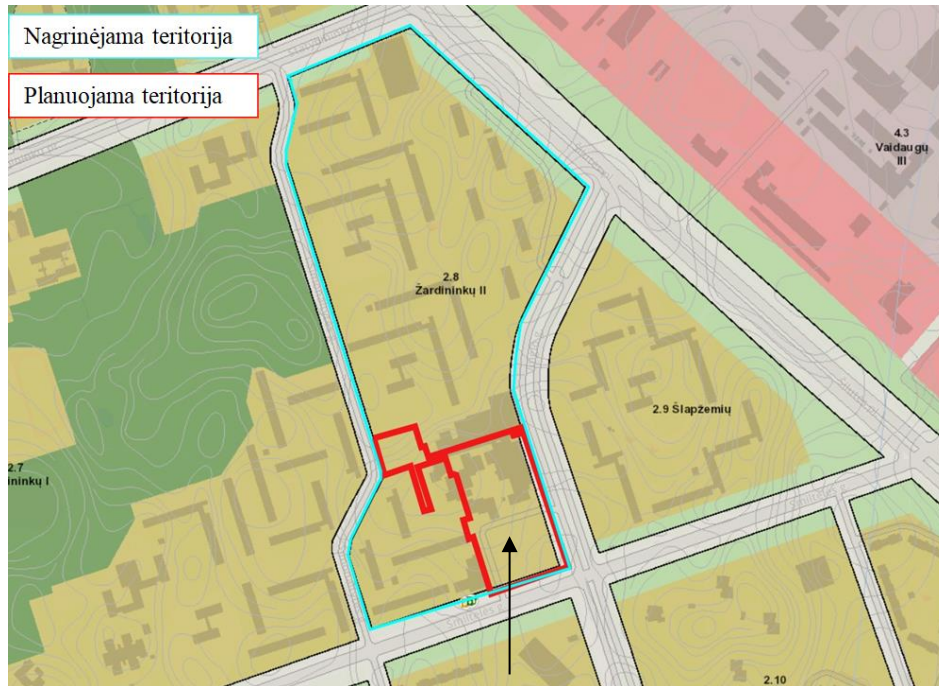 Nagrinėjama teritorija
Planuojama teritorija
4.3
Vaidaugų
III
2.8
Žardininkų II
2.9 Šlapžemių
2.7
ininkų I
2.10